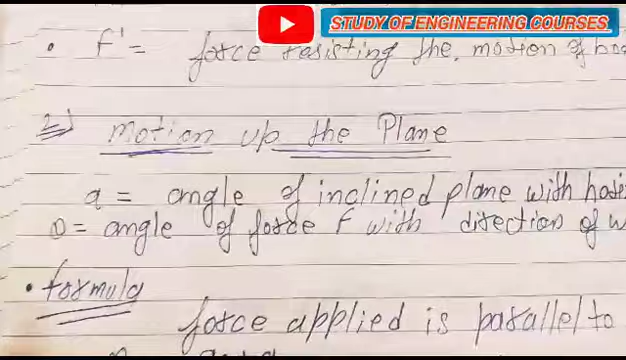 STUDY OF ENGINEERING COURSES
• F' = force resisting the motion of
2) Motion up the Plane
a = angle of inclined plane with
θ = angle of force F with direction of
• formula
force applied is parallel to